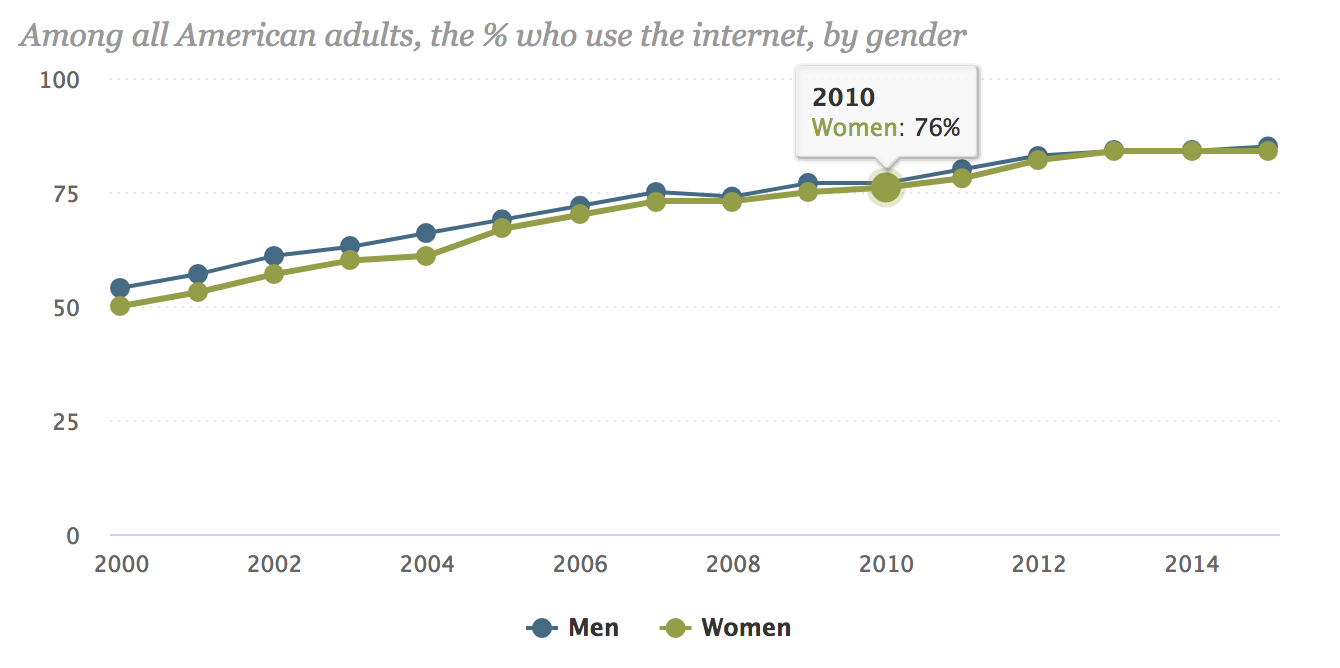 Among all American adults, the % who use the internet, by gender
100
2010
Women: 76%
75
50
25
0
2000 2002 2004 2006 2008 2010 2012 2014
Men Women